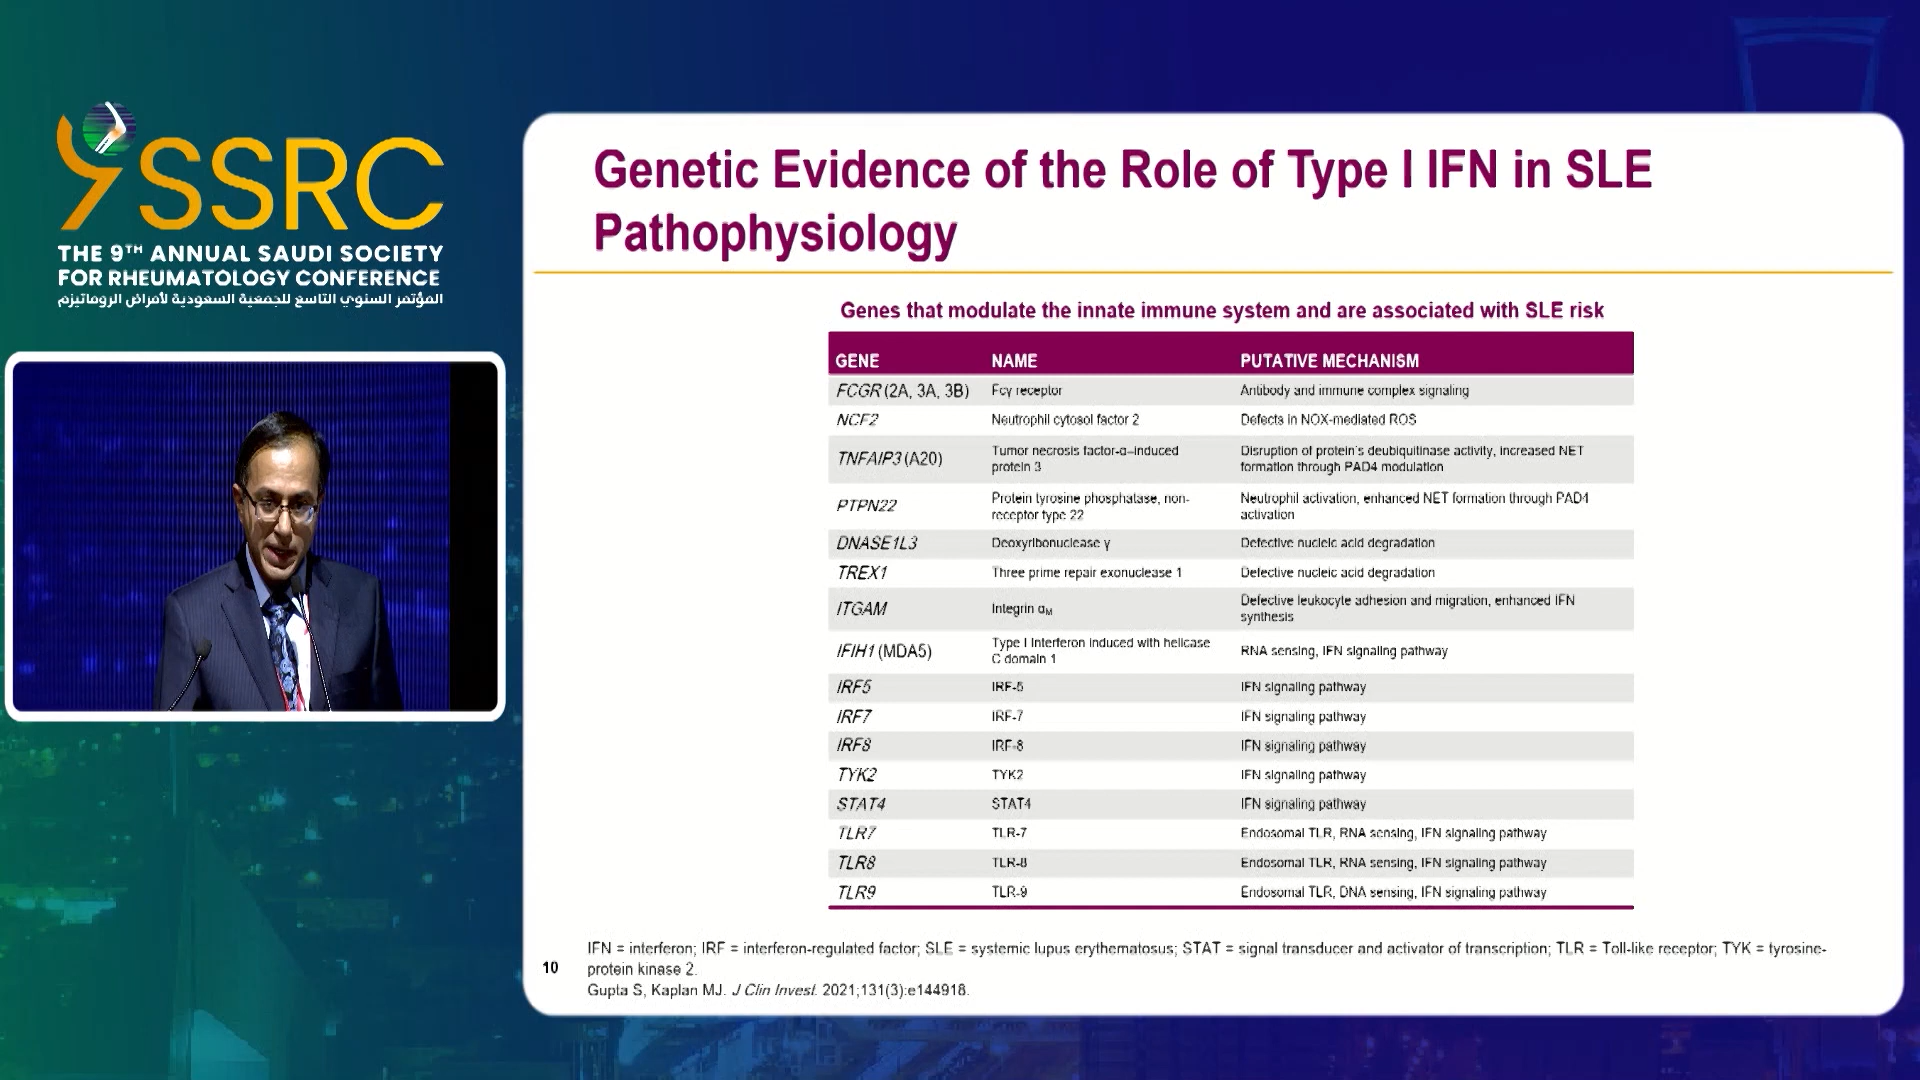 9SSRC
THE 9TH ANNUAL SAUDI SOCIETY
FOR RHEUMATOLOGY CONFERENCE
المؤتمر السنوي التاسع للجمعية السعودية لأمراض الروماتيزم
Genetic Evidence of the Role of Type I IFN in SLE
Pathophysiology
Genes that modulate the innate immune system and are associated with SLE risk
GENE NAME PUTATIVE MECHANISM
FCGR (2A, 3A, 3B) Fcγ receptor Antibody and immune complex signaling
NCF2 Neutrophil cytosol factor 2 Defects in NOX-mediated ROS
TNFAIP3 (A20) Tumor necrosis factor-α–induced protein 3 Disruption of protein's deubiquitinase activity, increased NET formation through PAD4 modulation
PTPN22 Protein tyrosine phosphatase, non-receptor type 22 Neutrophil activation, enhanced NET formation through PAD4 activation
DNASE1L3 Deoxyribonuclease γ Defective nucleic acid degradation
TREX1 Three prime repair exonuclease 1 Defective nucleic acid degradation
ITGAM Integrin αM Defective leukocyte adhesion and migration, enhanced IFN synthesis
IFIH1 (MDA5) Type I Interferon induced with helicase C domain 1 RNA sensing, IFN signaling pathway
IRF5 IRF-5 IFN signaling pathway
IRF7 IRF-7 IFN signaling pathway
IRF8 IRF-8 IFN signaling pathway
TYK2 TYK2 IFN signaling pathway
STAT4 STAT4 IFN signaling pathway
TLR7 TLR-7 Endosomal TLR, RNA sensing, IFN signaling pathway
TLR8 TLR-8 Endosomal TLR, RNA sensing, IFN signaling pathway
TLR9 TLR-9 Endosomal TLR, DNA sensing, IFN signaling pathway
IFN = interferon; IRF = interferon-regulated factor; SLE = systemic lupus erythematosus; STAT = signal transducer and activator of transcription; TLR = Toll-like receptor; TYK = tyrosine-
protein kinase 2.
Gupta S, Kaplan MJ. J Clin Invest. 2021;131(3):e144918.
10